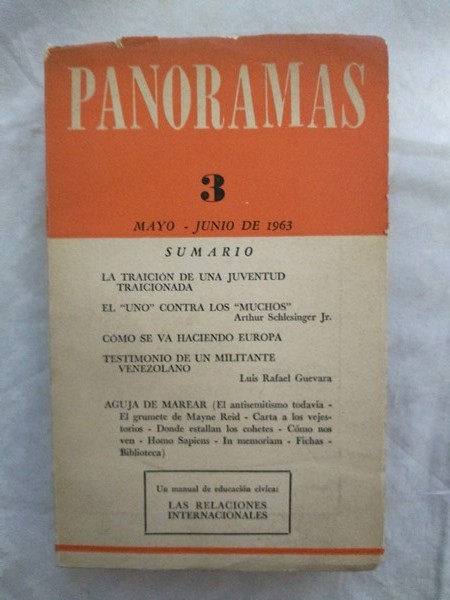 PANORAMAS
3
MAYO - JUNIO DE 1963
SUMARIO
LA TRAICIÓN DE UNA JUVENTUD
TRAICIONADA
EL "UNO" CONTRA LOS "MUCHOS"
Arthur Schlesinger Jr.
CÓMO SE VA HACIENDO EUROPA
TESTIMONIO DE UN MILITANTE
VENEZOLANO
Luis Rafael Guevara
AGUJA DE MAREAR (El antisemitismo todavía -
El grumete de Mayne Reid - Carta a los vejes-
torios - Donde estallan los cohetes - Cómo nos
ven - Homo Sapiens - In memoriam - Fichas -
Biblioteca)
Un manual de educación cívica:
LAS RELACIONES
INTERNACIONALES